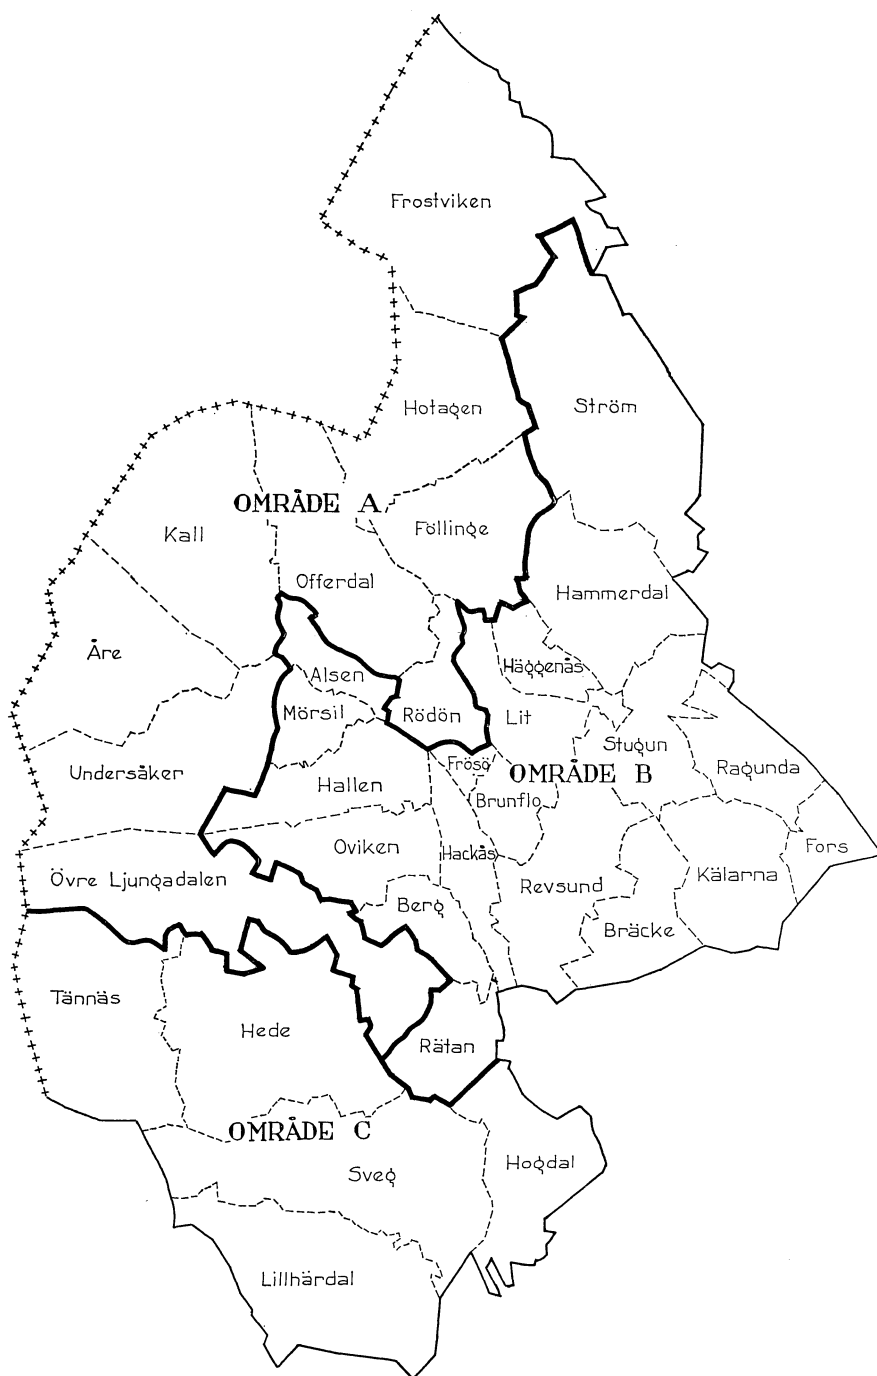 Frostviken
Hotagen
Ström
OMRÅDE A
Kall
Föllinge
Offerdal
Hammerdal
Åre
Häggenås
Alsen
Mörsil
Rödön
Lit
Stugun
Undersåker
Hallen
Frösö
OMRÅDE B
Ragunda
Brunflo
Oviken
Hackås
Fors
Övre Ljungadalen
Revsund
Kälarna
Berg
Bräcke
Tännäs
Hede
Rätan
OMRÅDE C
Sveg
Hogdal
Lillhärdal